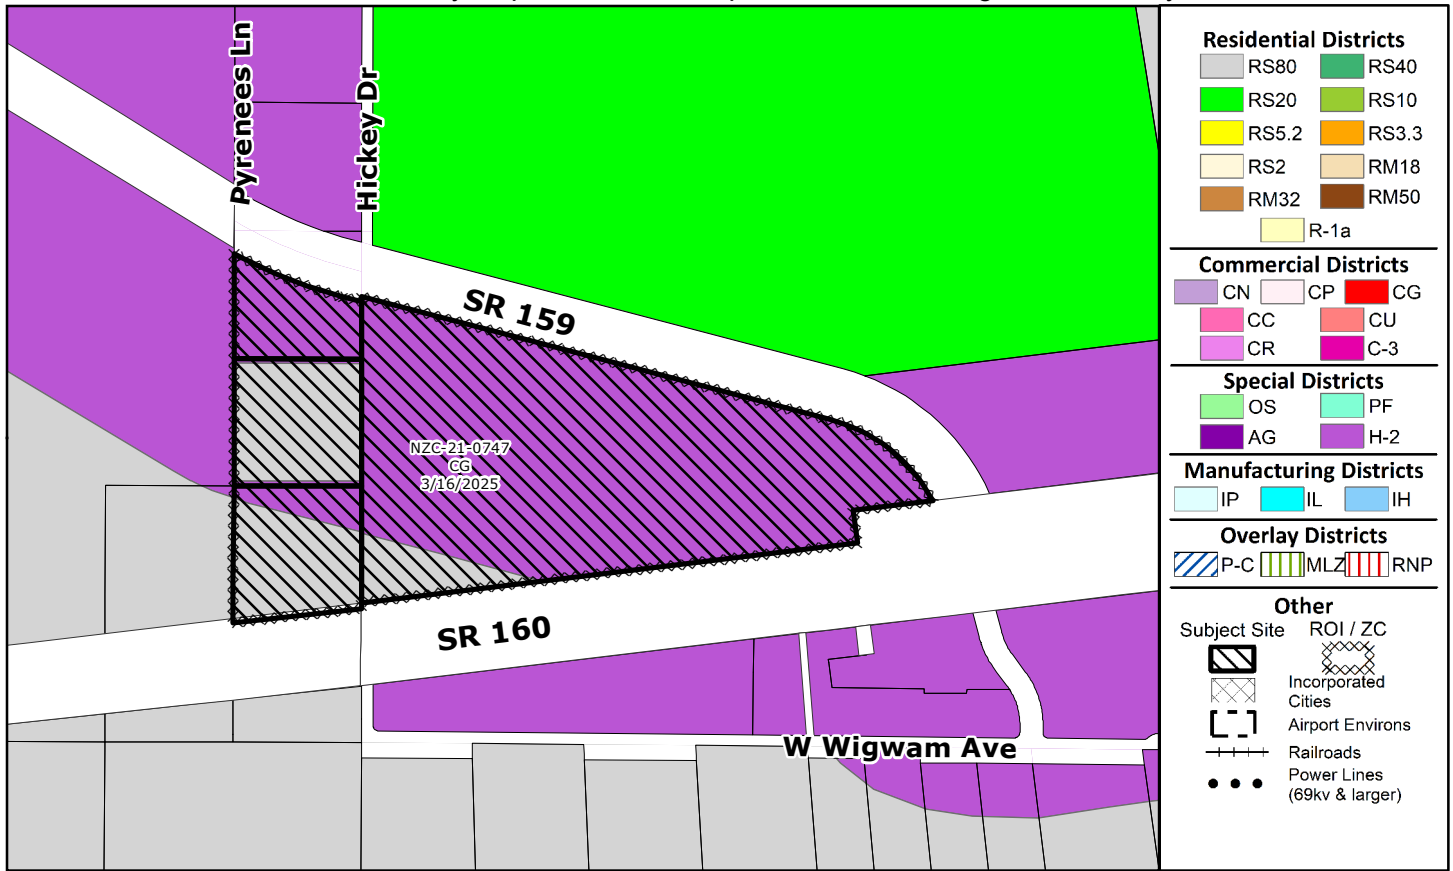 Pyrenees Ln
Hickey Dr
SR 159
NZC-21-0747
CG
3/16/2025
SR 160
W Wigwam Ave
Residential Districts
RS80 RS40
RS20 RS10
RS5.2 RS3.3
RS2 RM18
RM32 RM50
R-1a
Commercial Districts
CN CP CG
CC CU
CR C-3
Special Districts
OS PF
AG H-2
Manufacturing Districts
IP IL IH
Overlay Districts
P-C MLZ RNP
Other
Subject Site ROI / ZC
Incorporated
Cities
Airport Environs
Railroads
Power Lines
(69kv & larger)